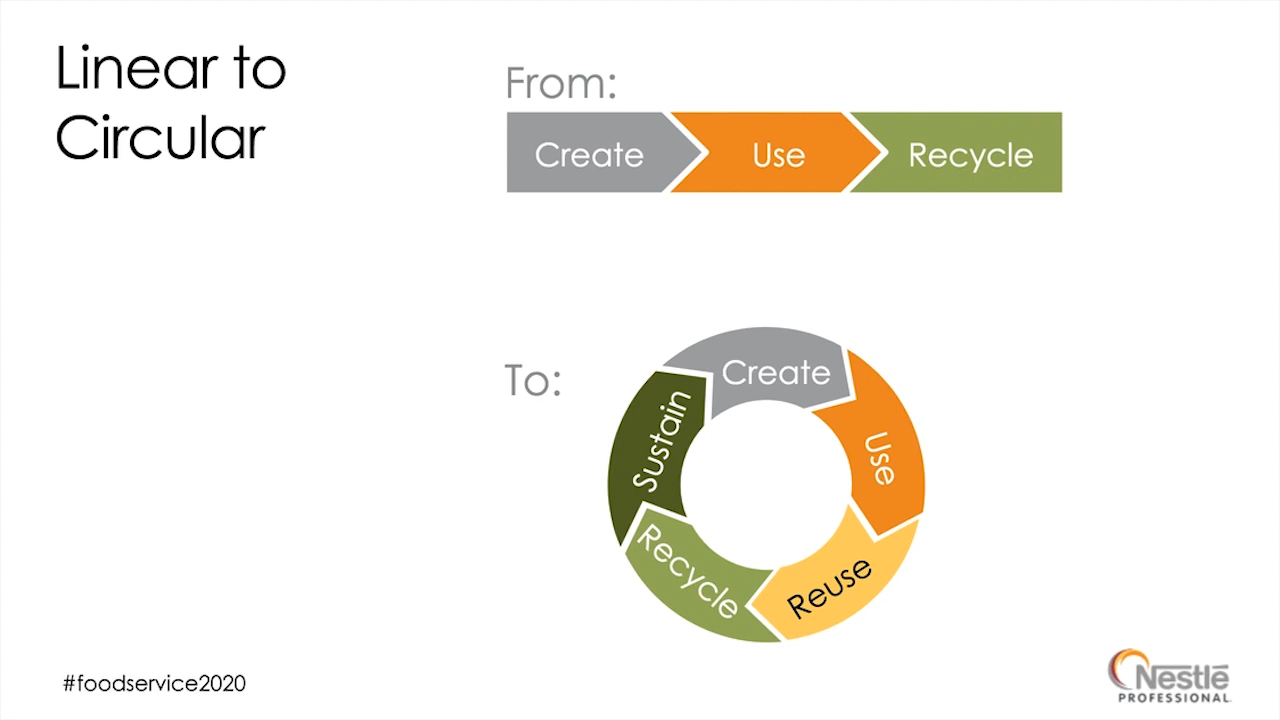 Linear to
Circular
From:
Create
Use
Recycle
To:
Create
Use
Reuse
Recycle
Sustain
#foodservice2020
Nestlé
PROFESSIONAL